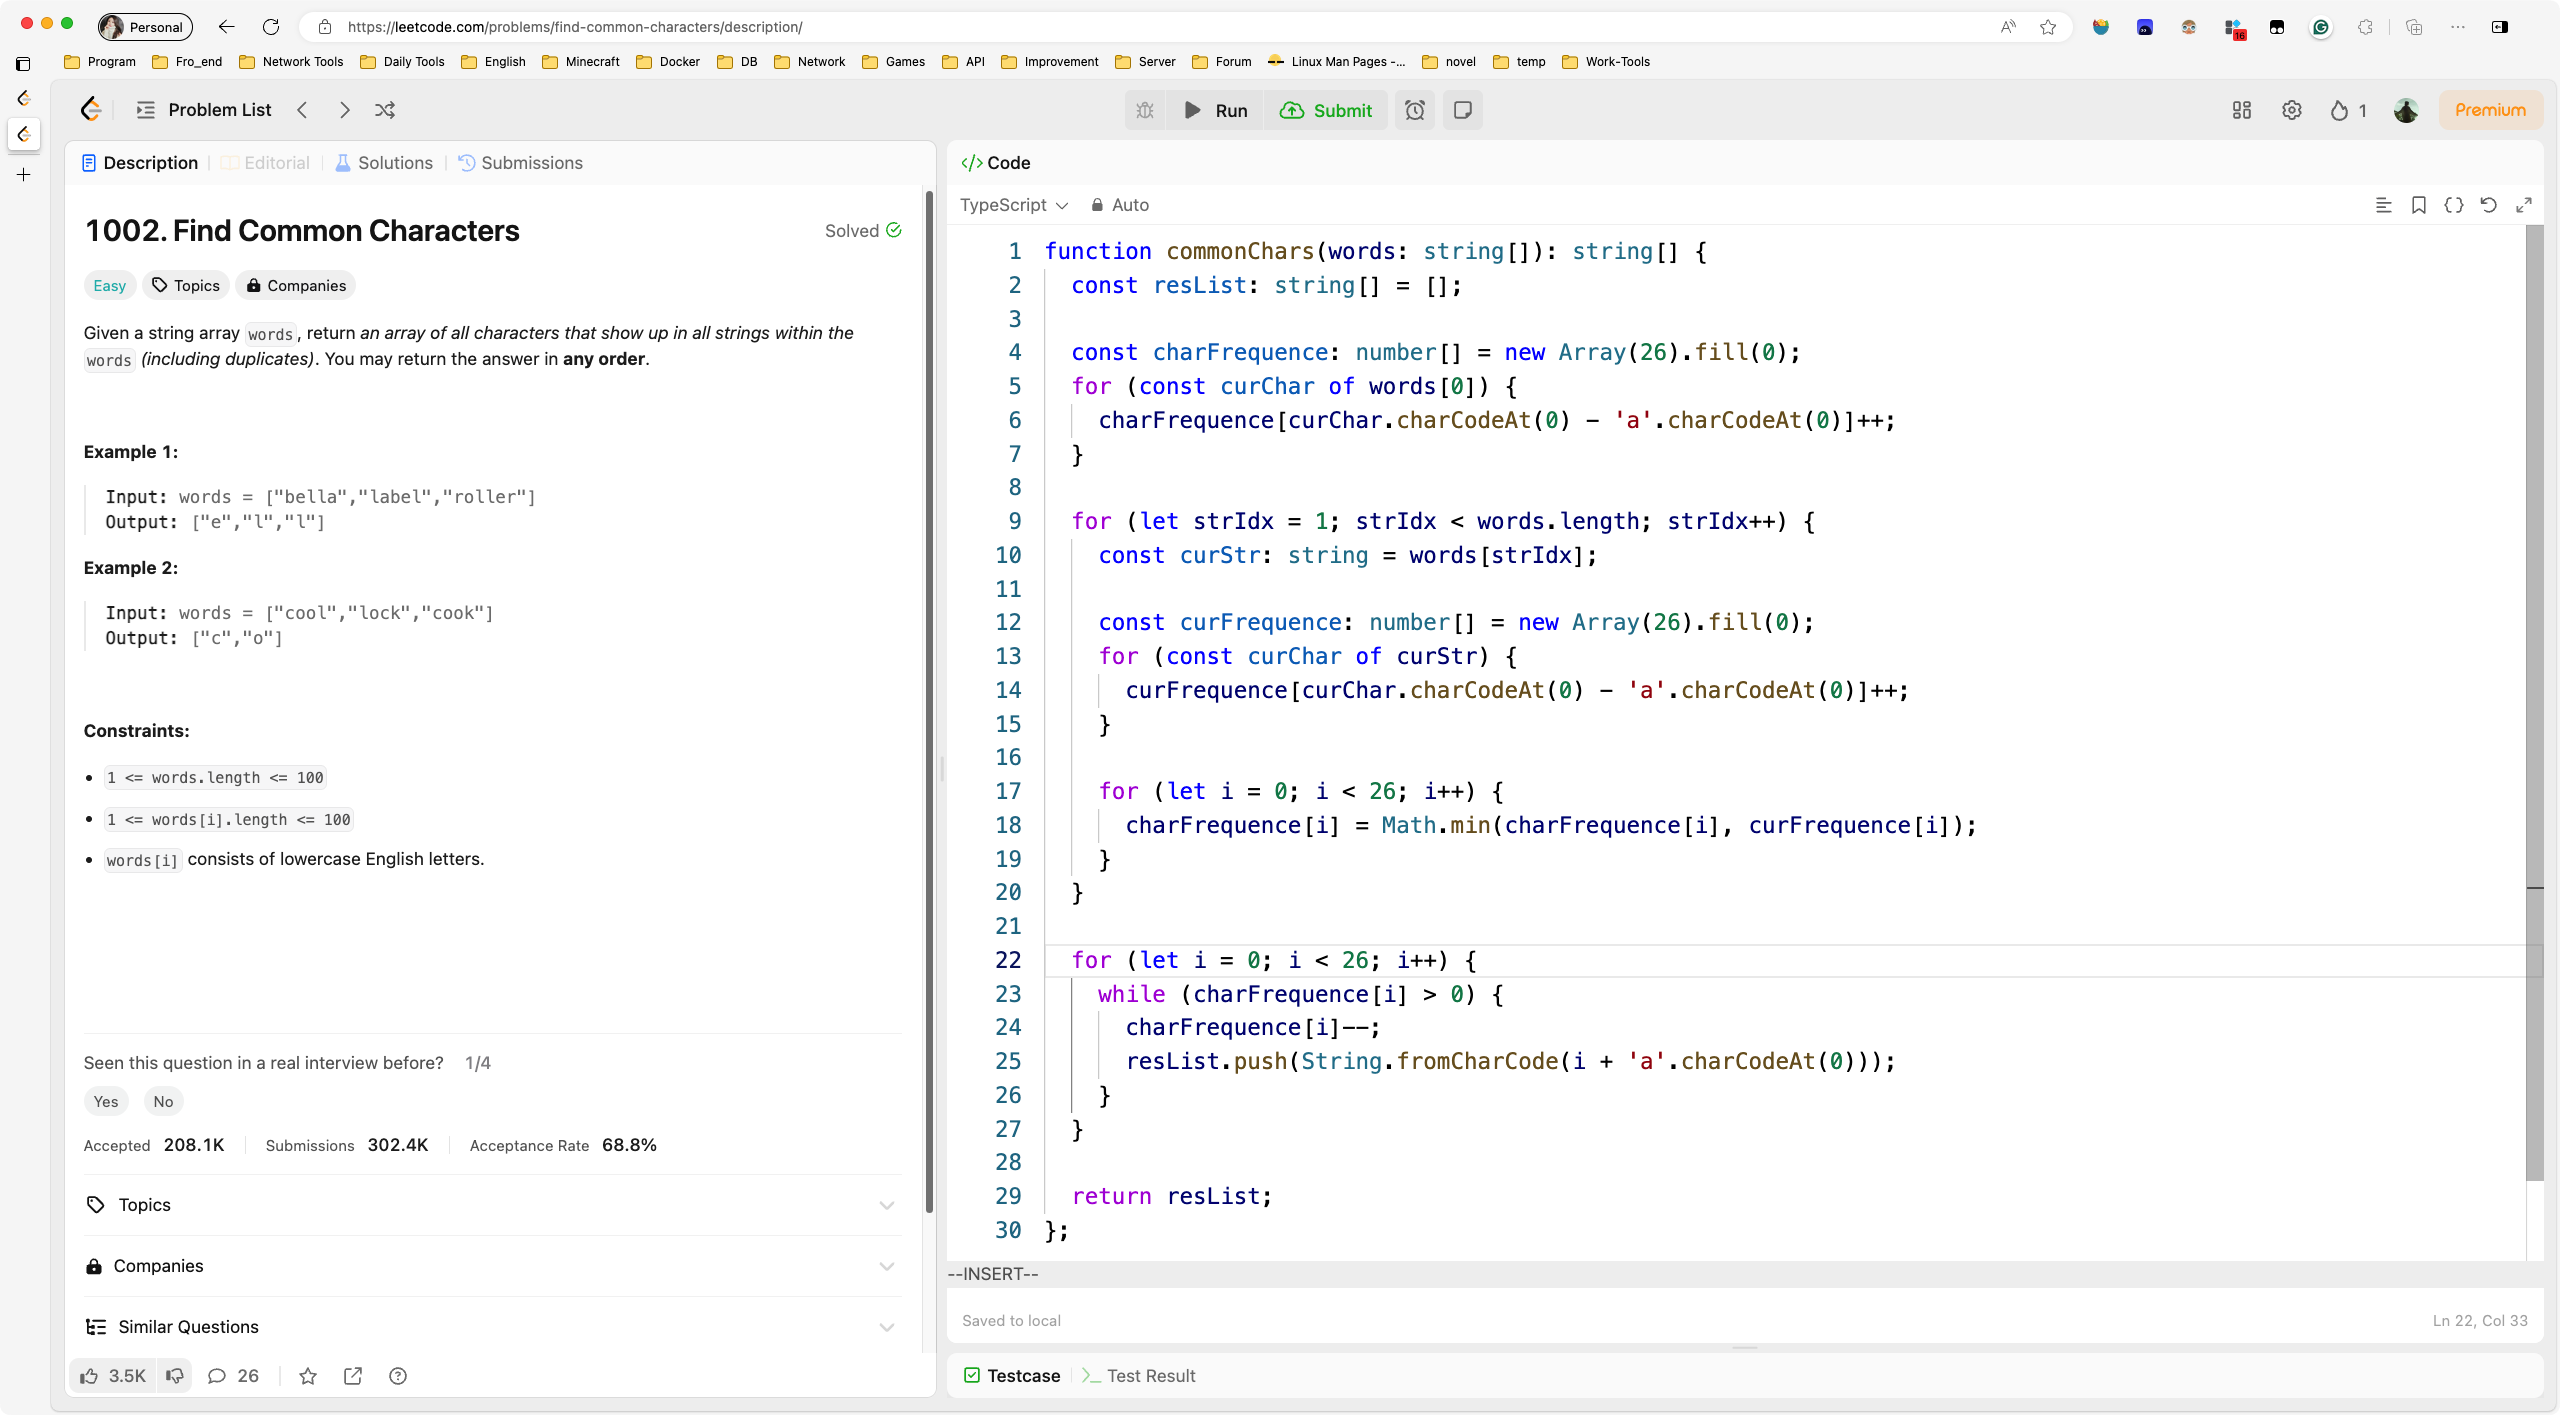 Personal
https://leetcode.com/problems/find-common-characters/description/
16
Program Fro_end Network Tools Daily Tools English Minecraft Docker DB Network Games API Improvement Server Forum Linux Man Pages -... novel temp Work-Tools
Problem List
Run Submit
1
Premium
Description Editorial Solutions Submissions
1002. Find Common Characters
Solved
Easy Topics Companies
Given a string array words, return an array of all characters that show up in all strings within the
words (including duplicates). You may return the answer in any order.
Example 1:
Input: words = ["bella","label","roller"]
Output: ["e","l","l"]
Example 2:
Input: words = ["cool","lock","cook"]
Output: ["c","o"]
Constraints:
• 1 <= words.length <= 100
• 1 <= words[i].length <= 100
• words[i] consists of lowercase English letters.
Seen this question in a real interview before? 1/4
Yes No
Accepted 208.1K Submissions 302.4K Acceptance Rate 68.8%
Topics
Companies
Similar Questions
3.5K 26
</> Code
TypeScript Auto
1 function commonChars(words: string[]): string[] {
2   const resList: string[] = [];
3
4   const charFrequence: number[] = new Array(26).fill(0);
5   for (const curChar of words[0]) {
6     charFrequence[curChar.charCodeAt(0) - 'a'.charCodeAt(0)]++;
7   }
8
9   for (let strIdx = 1; strIdx < words.length; strIdx++) {
10     const curStr: string = words[strIdx];
11
12     const curFrequence: number[] = new Array(26).fill(0);
13     for (const curChar of curStr) {
14       curFrequence[curChar.charCodeAt(0) - 'a'.charCodeAt(0)]++;
15     }
16
17     for (let i = 0; i < 26; i++) {
18       charFrequence[i] = Math.min(charFrequence[i], curFrequence[i]);
19     }
20   }
21
22   for (let i = 0; i < 26; i++) {
23     while (charFrequence[i] > 0) {
24       charFrequence[i]--;
25       resList.push(String.fromCharCode(i + 'a'.charCodeAt(0)));
26     }
27   }
28
29   return resList;
30 };
--INSERT--
Saved to local
Ln 22, Col 33
Testcase Test Result